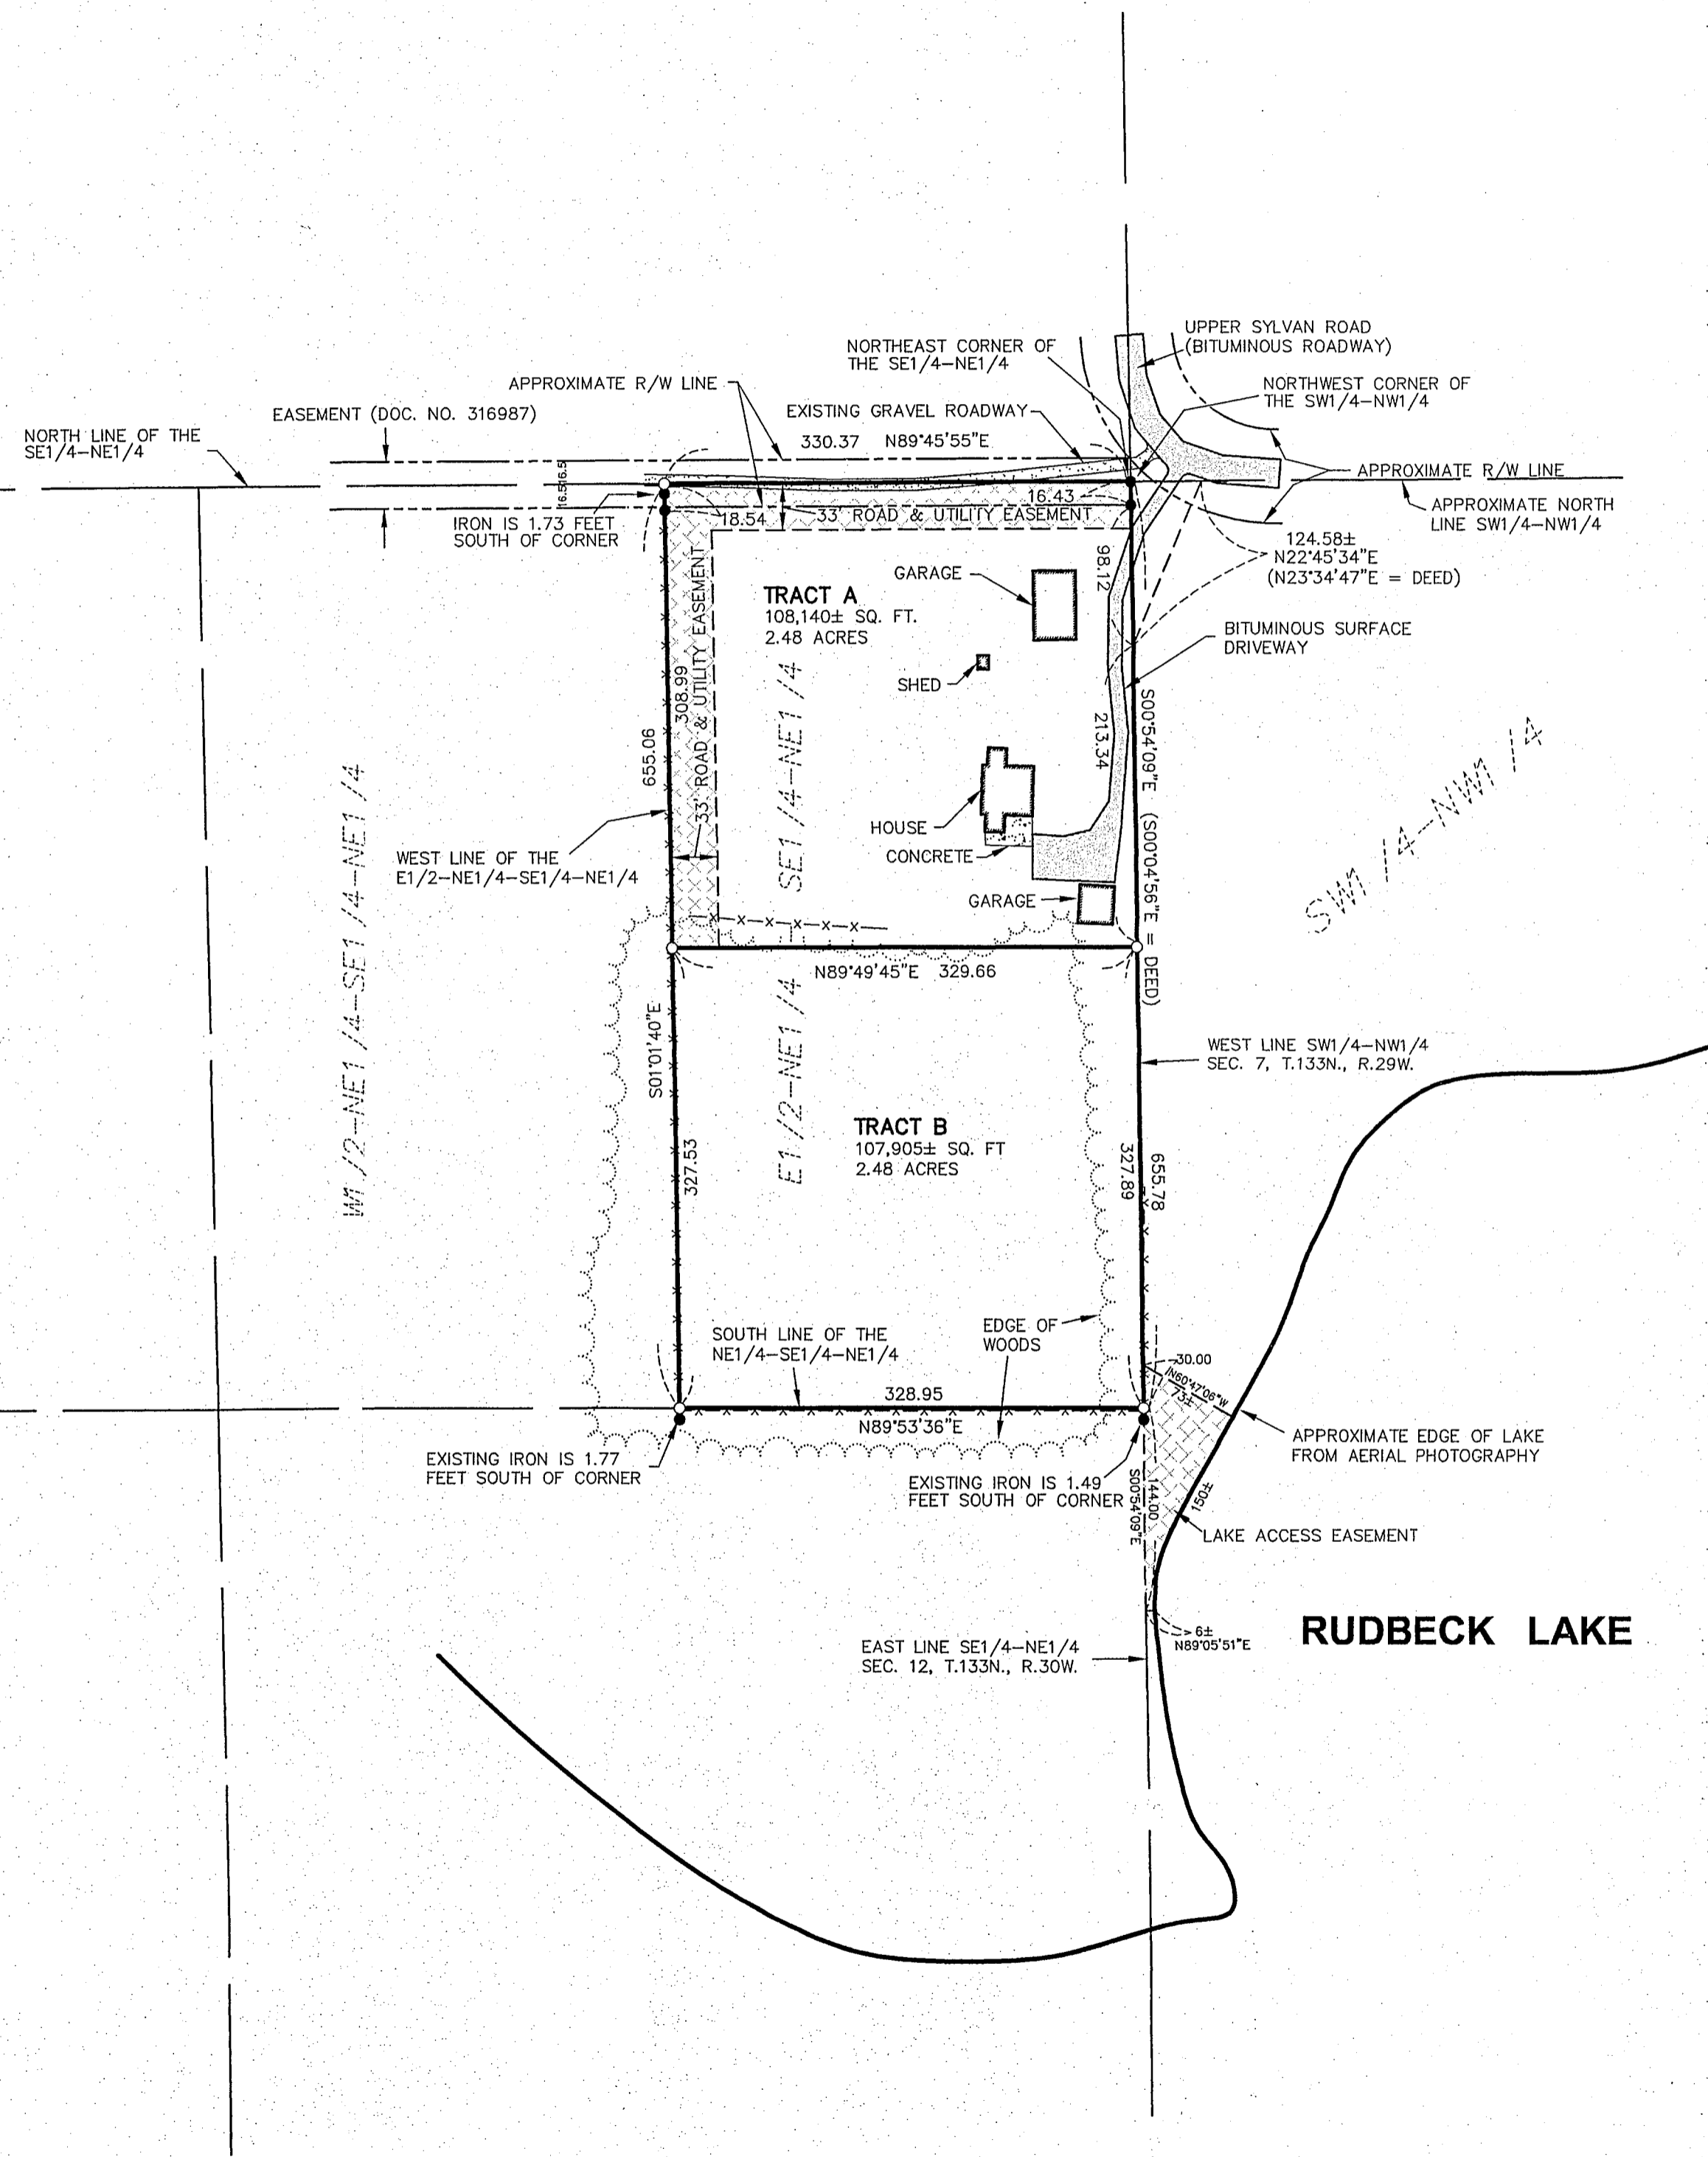 UPPER SYLVAN ROAD
(BITUMINOUS ROADWAY)
NORTHEAST CORNER OF
THE SE1/4-NE1/4
NORTHWEST CORNER OF
THE SW1/4-NW1/4
APPROXIMATE R/W LINE
EASEMENT (DOC. NO. 316987)
EXISTING GRAVEL ROADWAY
330.37 N89°45'55"E
NORTH LINE OF THE
SE1/4-NE1/4
16.5
16.5
APPROXIMATE R/W LINE
APPROXIMATE NORTH
LINE SW1/4-NW1/4
IRON IS 1.73 FEET
SOUTH OF CORNER
18.54
16.43
33' ROAD & UTILITY EASEMENT
124.58±
N22°45'34"E
(N23°34'47"E = DEED)
98.12
GARAGE
TRACT A
108,140± SQ. FT.
2.48 ACRES
BITUMINOUS SURFACE
DRIVEWAY
SHED
33' ROAD & UTILITY EASEMENT
308.99
655.06
213.34
S00°54'09"E (S00°04'56"E = DEED)
SE1/4-NE1/4
SW1/4-NW1/4
W1/2-NE1/4-SE1/4-NE1/4
HOUSE
CONCRETE
WEST LINE OF THE
E1/2-NE1/4-SE1/4-NE1/4
GARAGE
N89°49'45"E 329.66
S01°01'40"E
E1/2-NE1/4
WEST LINE SW1/4-NW1/4
SEC. 7, T.133N., R.29W.
TRACT B
107,905± SQ. FT
2.48 ACRES
327.53
327.89
655.78
SOUTH LINE OF THE
NE1/4-SE1/4-NE1/4
EDGE OF
WOODS
30.00
N60°47'06"W
73±
328.95
N89°53'36"E
APPROXIMATE EDGE OF LAKE
FROM AERIAL PHOTOGRAPHY
EXISTING IRON IS 1.77
FEET SOUTH OF CORNER
EXISTING IRON IS 1.49
FEET SOUTH OF CORNER
S00°54'09"E
144.00
150±
LAKE ACCESS EASEMENT
6±
N89°05'51"E
RUDBECK LAKE
EAST LINE SE1/4-NE1/4
SEC. 12, T.133N., R.30W.